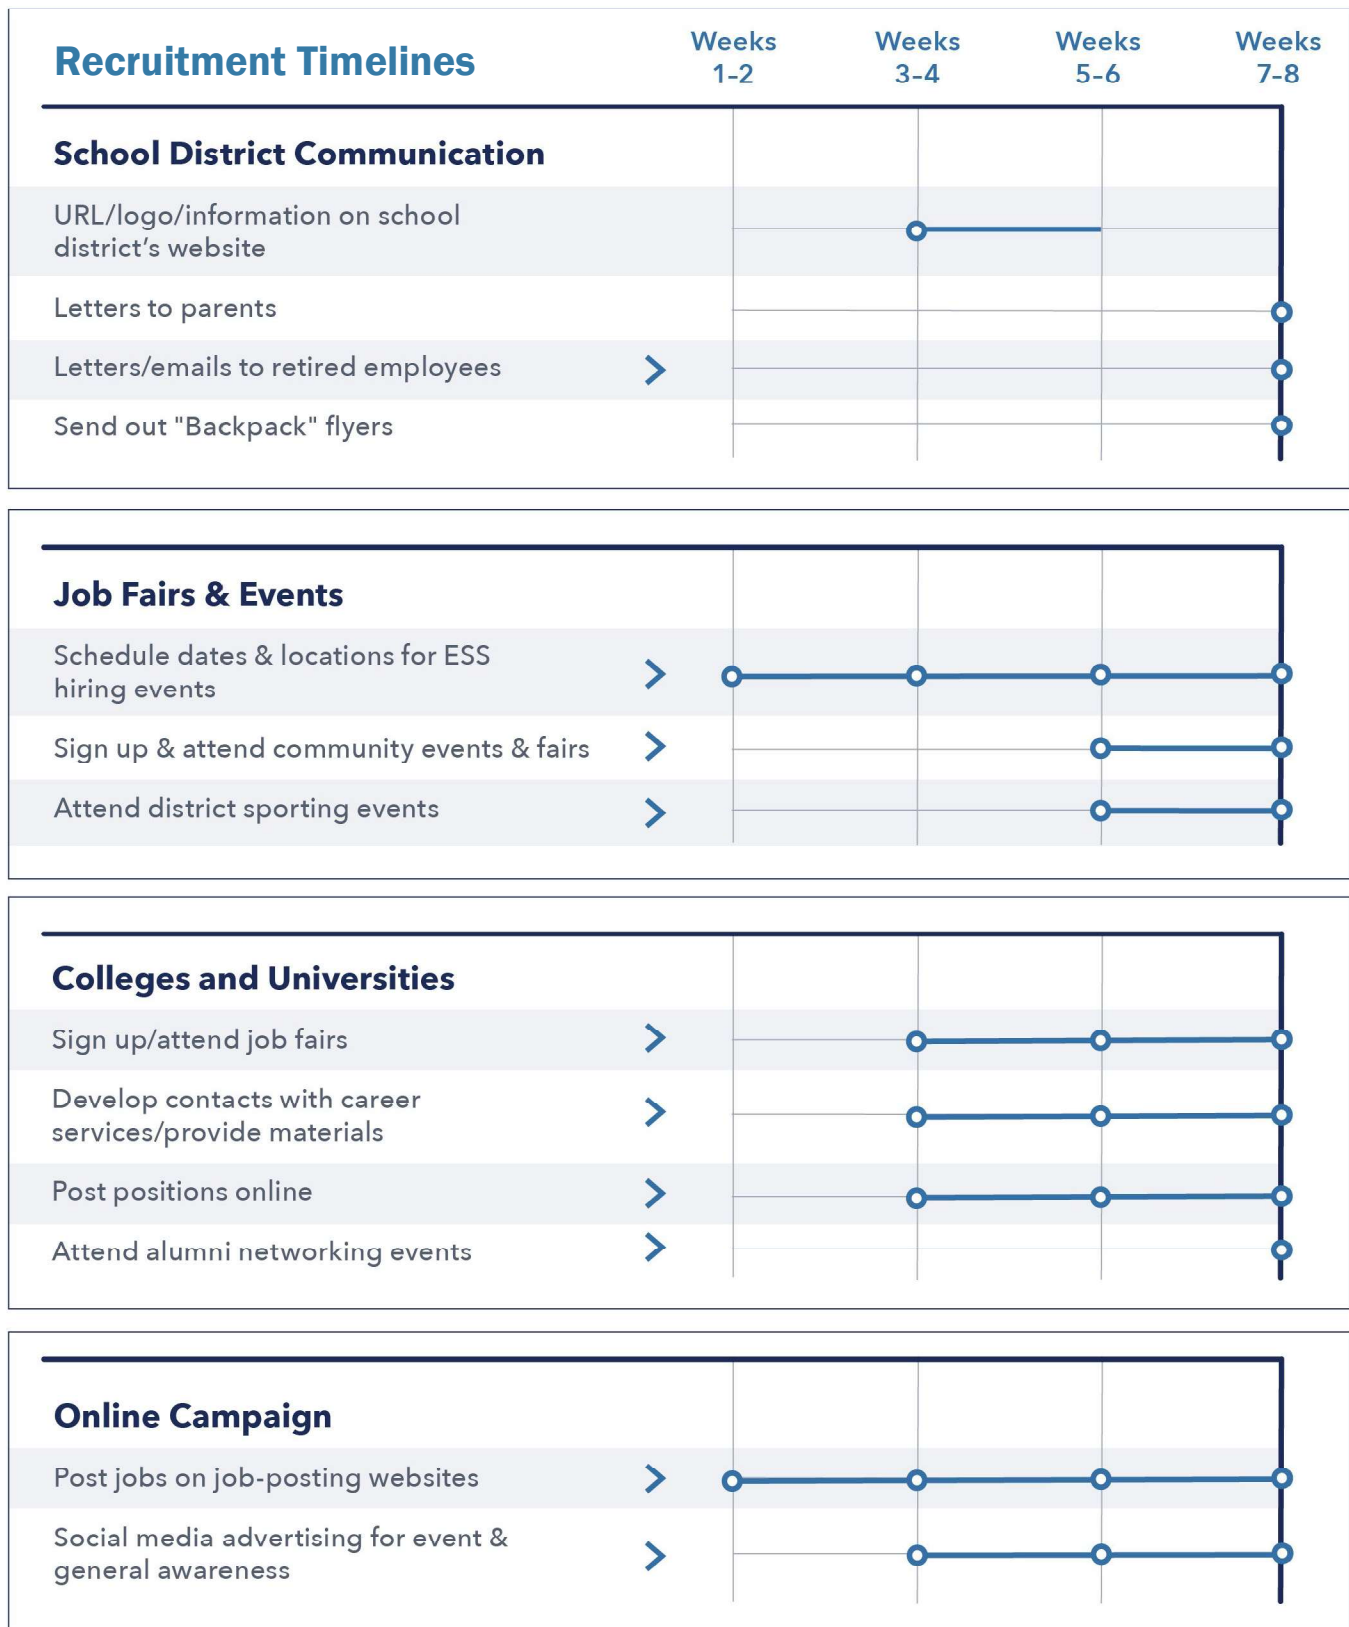 Recruitment Timelines
Weeks 1–2
Weeks 3–4
Weeks 5–6
Weeks 7–8
School District Communication
URL/logo/information on school
district’s website
Letters to parents
Letters/emails to retired employees
Send out "Backpack" flyers
Job Fairs & Events
Schedule dates & locations for ESS
hiring events
Sign up & attend community events & fairs
Attend district sporting events
Colleges and Universities
Sign up/attend job fairs
Develop contacts with career
services/provide materials
Post positions online
Attend alumni networking events
Online Campaign
Post jobs on job-posting websites
Social media advertising for event &
general awareness